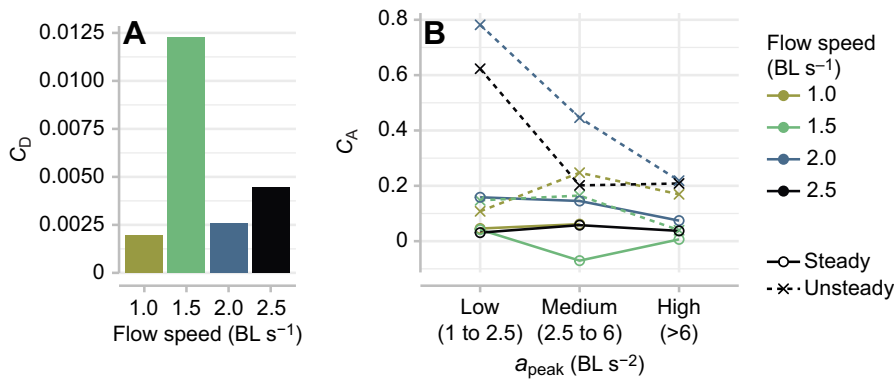 A
0.0125
0.0100
0.0075
0.0050
0.0025
0
C_D
1.0 1.5 2.0 2.5
Flow speed (BL s⁻¹)
B
0.8
0.6
0.4
0.2
0
C_A
Low Medium High
(1 to 2.5) (2.5 to 6) (>6)
a_peak (BL s⁻²)
Flow speed
(BL s⁻¹)
1.0
1.5
2.0
2.5
Steady
Unsteady